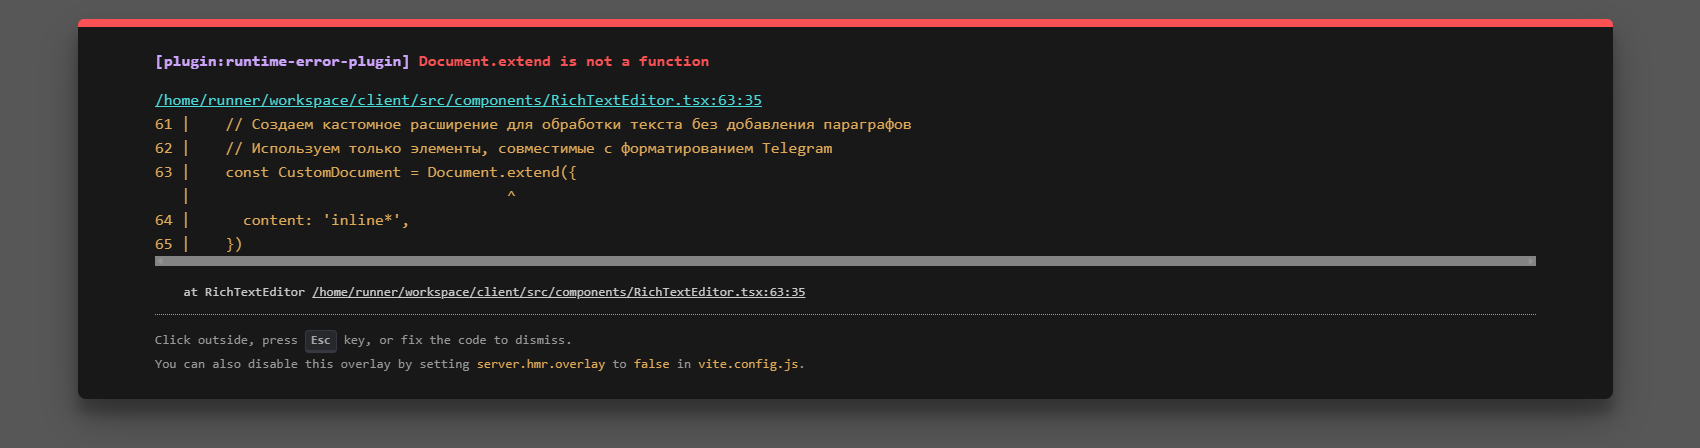 [plugin:runtime-error-plugin] Document.extend is not a function
/home/runner/workspace/client/src/components/RichTextEditor.tsx:63:35
61 |    // Создаем кастомное расширение для обработки текста без добавления параграфов
62 |    // Используем только элементы, совместимые с форматированием Telegram
63 |    const CustomDocument = Document.extend({
   |                                    ^
64 |      content: 'inline*',
65 |    })
at RichTextEditor /home/runner/workspace/client/src/components/RichTextEditor.tsx:63:35
Click outside, press Esc key, or fix the code to dismiss.
You can also disable this overlay by setting server.hmr.overlay to false in vite.config.js.